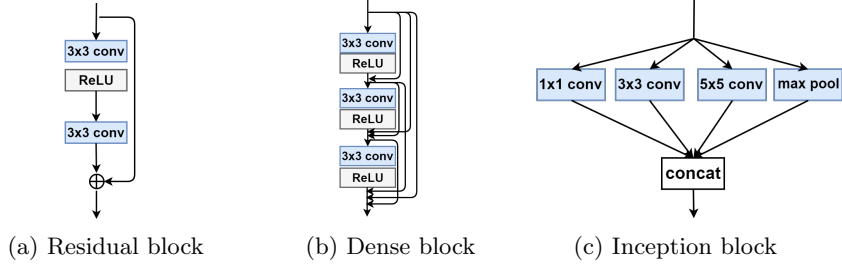 3x3 conv
ReLU
3x3 conv
(a) Residual block
3x3 conv
ReLU
3x3 conv
ReLU
3x3 conv
ReLU
(b) Dense block
1x1 conv
3x3 conv
5x5 conv
max pool
concat
(c) Inception block